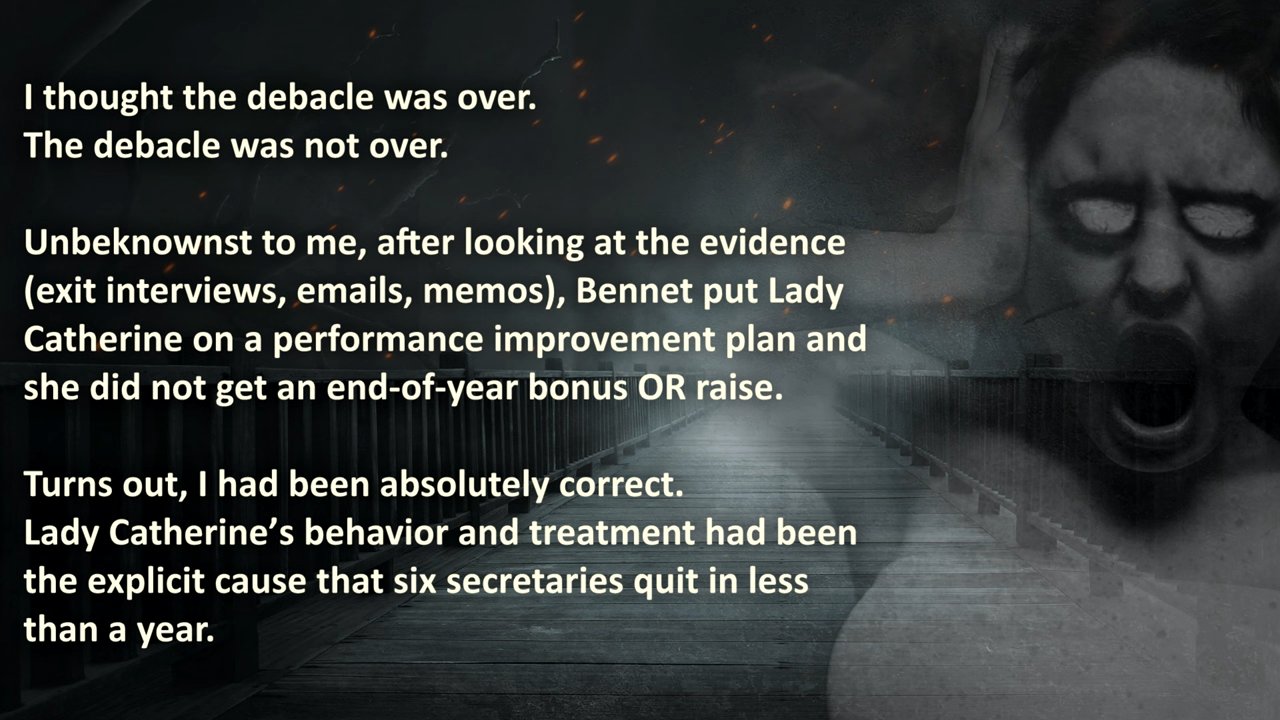 I thought the debacle was over.
The debacle was not over.
Unbeknownst to me, after looking at the evidence
(exit interviews, emails, memos), Bennet put Lady
Catherine on a performance improvement plan and
she did not get an end-of-year bonus OR raise.
Turns out, I had been absolutely correct.
Lady Catherine’s behavior and treatment had been
the explicit cause that six secretaries quit in less
than a year.